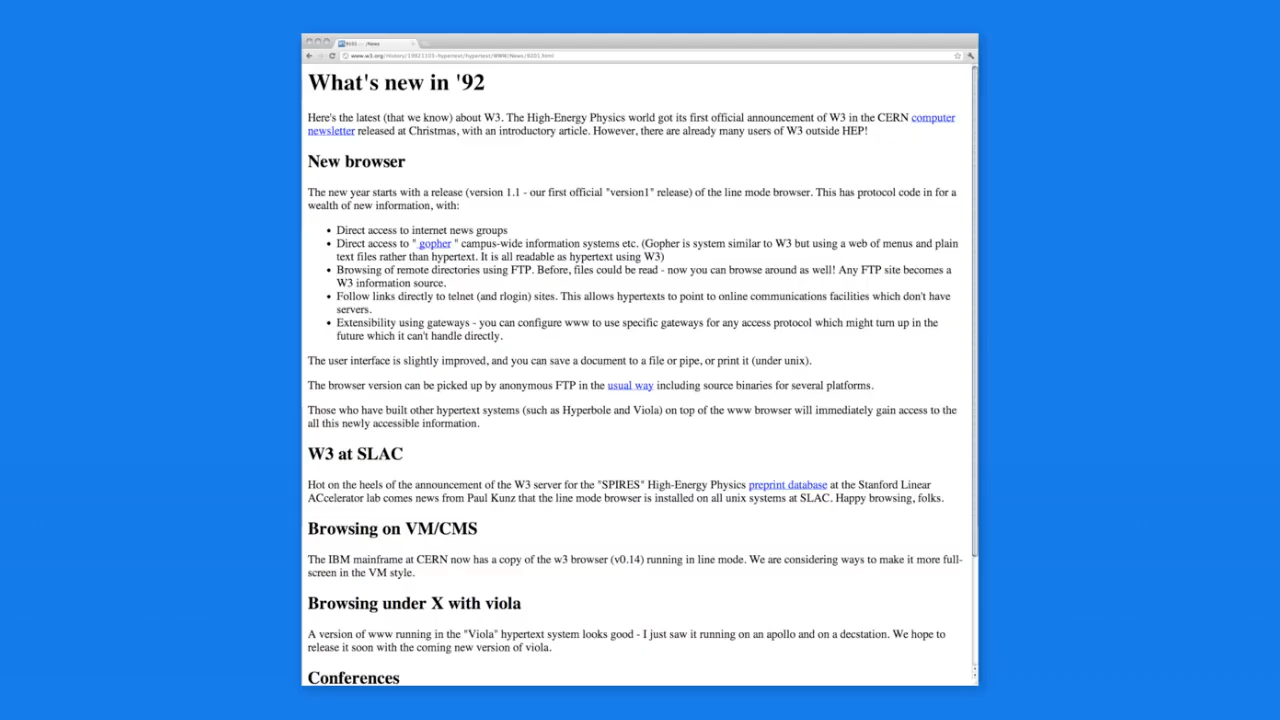 9201 -- /News
www.w3.org/History/19921103-hypertext/hypertext/WWW/News/9201.html
What's new in '92
Here's the latest (that we know) about W3. The High-Energy Physics world got its first official announcement of W3 in the CERN computer
newsletter released at Christmas, with an introductory article. However, there are already many users of W3 outside HEP!
New browser
The new year starts with a release (version 1.1 - our first official "version1" release) of the line mode browser. This has protocol code in for a
wealth of new information, with:
• Direct access to internet news groups
• Direct access to " gopher " campus-wide information systems etc. (Gopher is system similar to W3 but using a web of menus and plain
text files rather than hypertext. It is all readable as hypertext using W3)
• Browsing of remote directories using FTP. Before, files could be read - now you can browse around as well! Any FTP site becomes a
W3 information source.
• Follow links directly to telnet (and rlogin) sites. This allows hypertexts to point to online communications facilities which don't have
servers.
• Extensibility using gateways - you can configure www to use specific gateways for any access protocol which might turn up in the
future which it can't handle directly.
The user interface is slightly improved, and you can save a document to a file or pipe, or print it (under unix).
The browser version can be picked up by anonymous FTP in the usual way including source binaries for several platforms.
Those who have built other hypertext systems (such as Hyperbole and Viola) on top of the www browser will immediately gain access to the
all this newly accessible information.
W3 at SLAC
Hot on the heels of the announcement of the W3 server for the "SPIRES" High-Energy Physics preprint database at the Stanford Linear
ACcelerator lab comes news from Paul Kunz that the line mode browser is installed on all unix systems at SLAC. Happy browsing, folks.
Browsing on VM/CMS
The IBM mainframe at CERN now has a copy of the w3 browser (v0.14) running in line mode. We are considering ways to make it more full-
screen in the VM style.
Browsing under X with viola
A version of www running in the "Viola" hypertext system looks good - I just saw it running on an apollo and on a decstation. We hope to
release it soon with the coming new version of viola.
Conferences